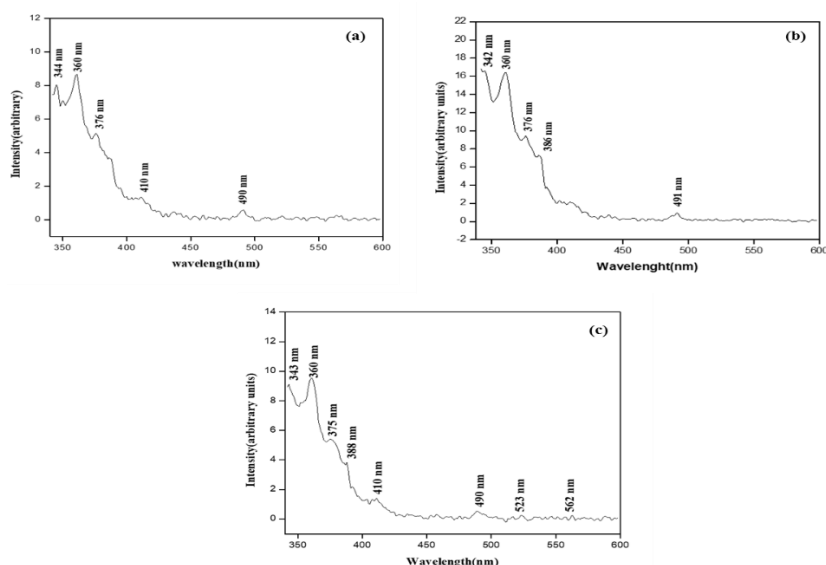 (a)
12
10
8
6
4
2
0
344 nm
360 nm
376 nm
410 nm
490 nm
Intensity(arbitrary)
350 400 450 500 550 600
wavelength(nm)
(b)
22
20
18
16
14
12
10
8
6
4
2
0
-2
342 nm
360 nm
376 nm
386 nm
491 nm
Intensity(arbitrary units)
350 400 450 500 550 600
Wavelenght(nm)
(c)
14
12
10
8
6
4
2
0
343 nm
360 nm
375 nm
388 nm
410 nm
490 nm
523 nm
562 nm
Intensity(arbitrary units)
350 400 450 500 550 600
Wavelength(nm)